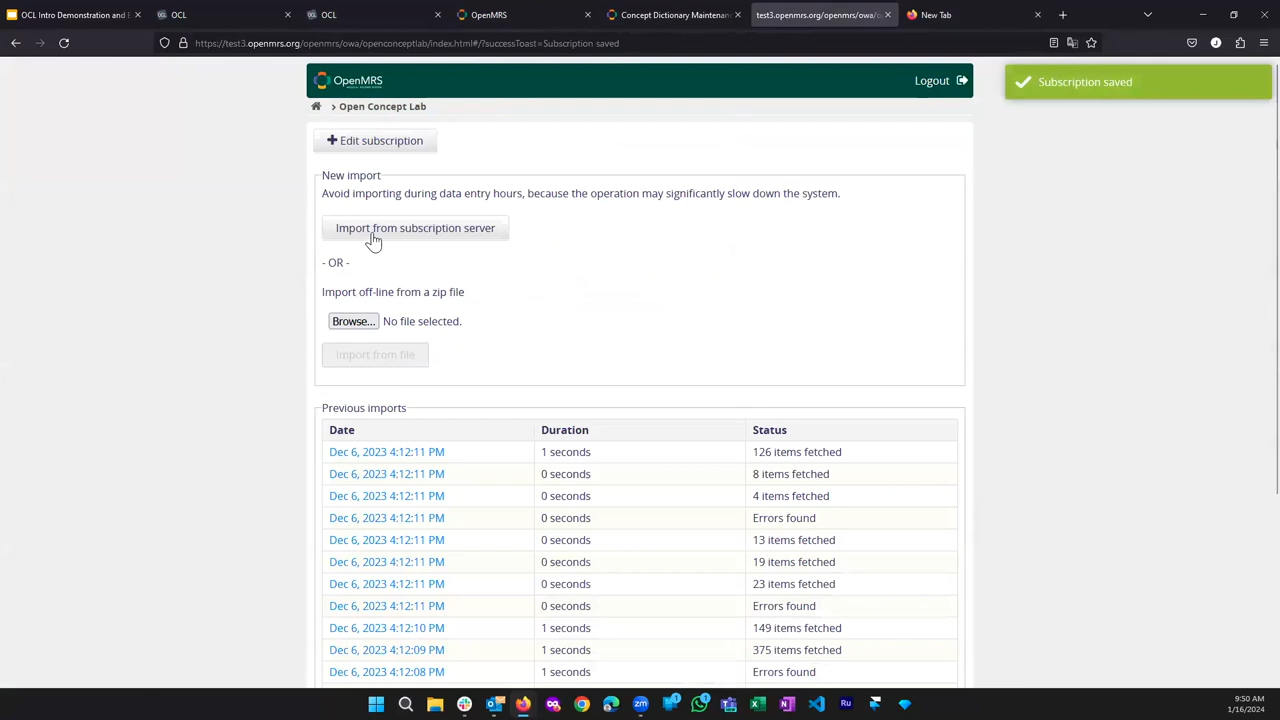 OCL Intro Demonstration and E
OCL
OCL
OpenMRS
Concept Dictionary Maintenanc
test3.openmrs.org/openmrs/owa/o
New Tab
https://test3.openmrs.org/openmrs/owa/openconceptlab/index.html#/?successToast=Subscription saved
OpenMRS
Logout
Subscription saved
Open Concept Lab
Edit subscription
New import
Avoid importing during data entry hours, because the operation may significantly slow down the system.
Import from subscription server
- OR -
Import off-line from a zip file
Browse... No file selected.
Import from file
Previous imports
Date Duration Status
Dec 6, 2023 4:12:11 PM 1 seconds 126 items fetched
Dec 6, 2023 4:12:11 PM 0 seconds 8 items fetched
Dec 6, 2023 4:12:11 PM 0 seconds 4 items fetched
Dec 6, 2023 4:12:11 PM 0 seconds Errors found
Dec 6, 2023 4:12:11 PM 0 seconds 13 items fetched
Dec 6, 2023 4:12:11 PM 0 seconds 19 items fetched
Dec 6, 2023 4:12:11 PM 0 seconds 23 items fetched
Dec 6, 2023 4:12:11 PM 0 seconds Errors found
Dec 6, 2023 4:12:10 PM 1 seconds 149 items fetched
Dec 6, 2023 4:12:09 PM 1 seconds 375 items fetched
Dec 6, 2023 4:12:08 PM 1 seconds Errors found
9:50 AM
1/16/2024